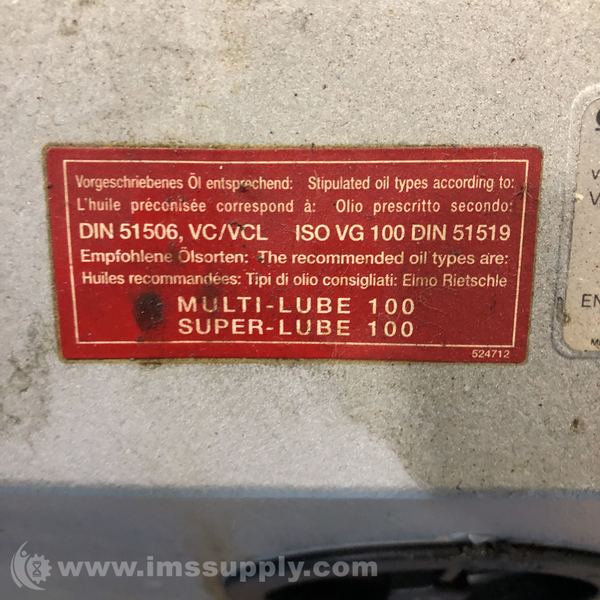 Vorgeschriebenes Öl entsprechend: Stipulated oil types according to:
L'huile préconisée correspond à: Olio prescritto secondo:
DIN 51506, VC/VCL ISO VG 100 DIN 51519
Empfohlene Ölsorten: The recommended oil types are:
Huiles recommandées: Tipi di olio consigliati: Elmo Rietschle
MULTI-LUBE 100
SUPER-LUBE 100
524712
EN
www.imssupply.com